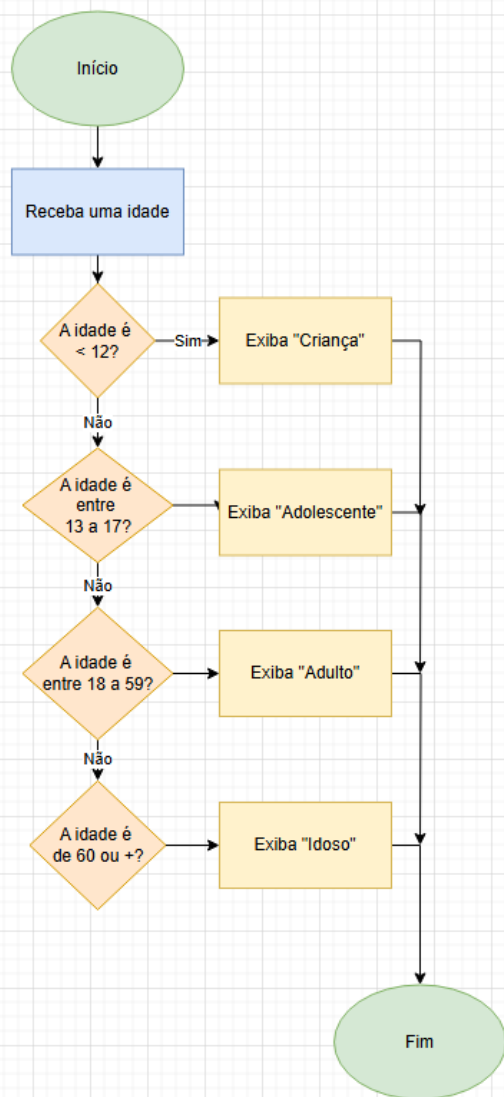 Início
Receba uma idade
A idade é
< 12?
Sim
Exiba "Criança"
Não
A idade é
entre
13 a 17?
Exiba "Adolescente"
Não
A idade é
entre 18 a 59?
Exiba "Adulto"
Não
A idade é
de 60 ou +?
Exiba "Idoso"
Fim